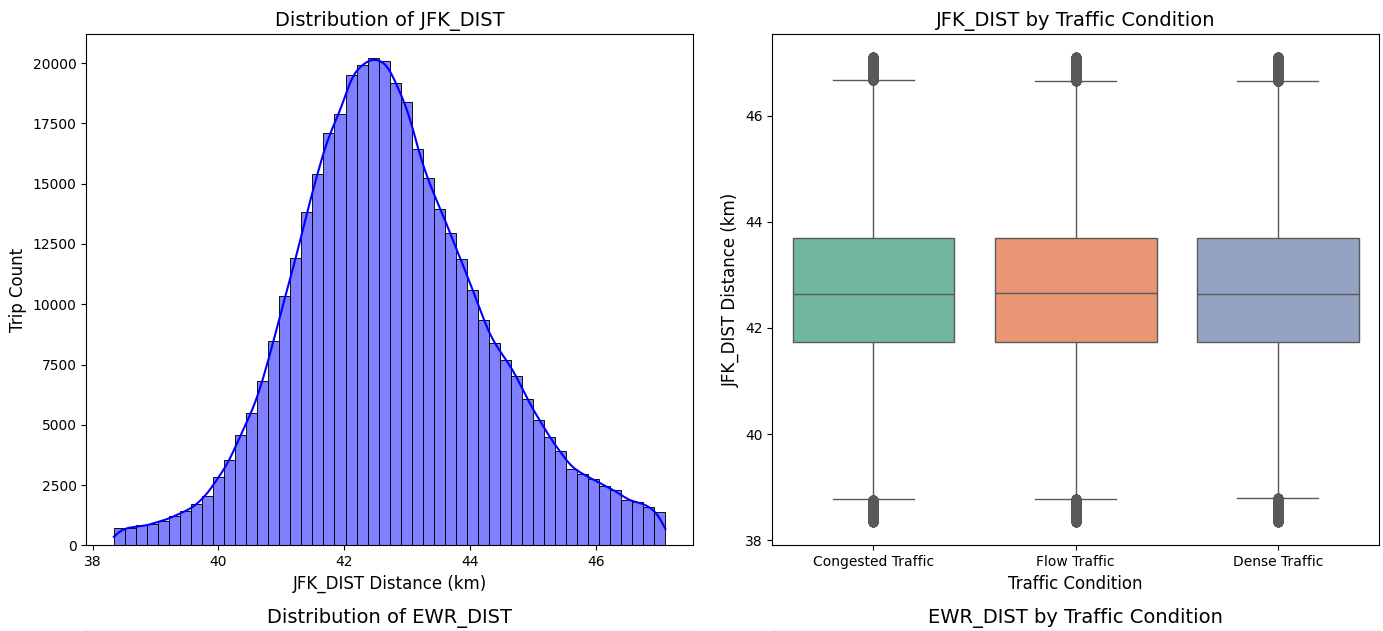 Distribution of JFK_DIST
Trip Count
20000
17500
15000
12500
10000
7500
5000
2500
0
38 40 42 44 46
JFK_DIST Distance (km)
JFK_DIST by Traffic Condition
JFK_DIST Distance (km)
46
44
42
40
38
Congested Traffic Flow Traffic Dense Traffic
Traffic Condition
Distribution of EWR_DIST
EWR_DIST by Traffic Condition